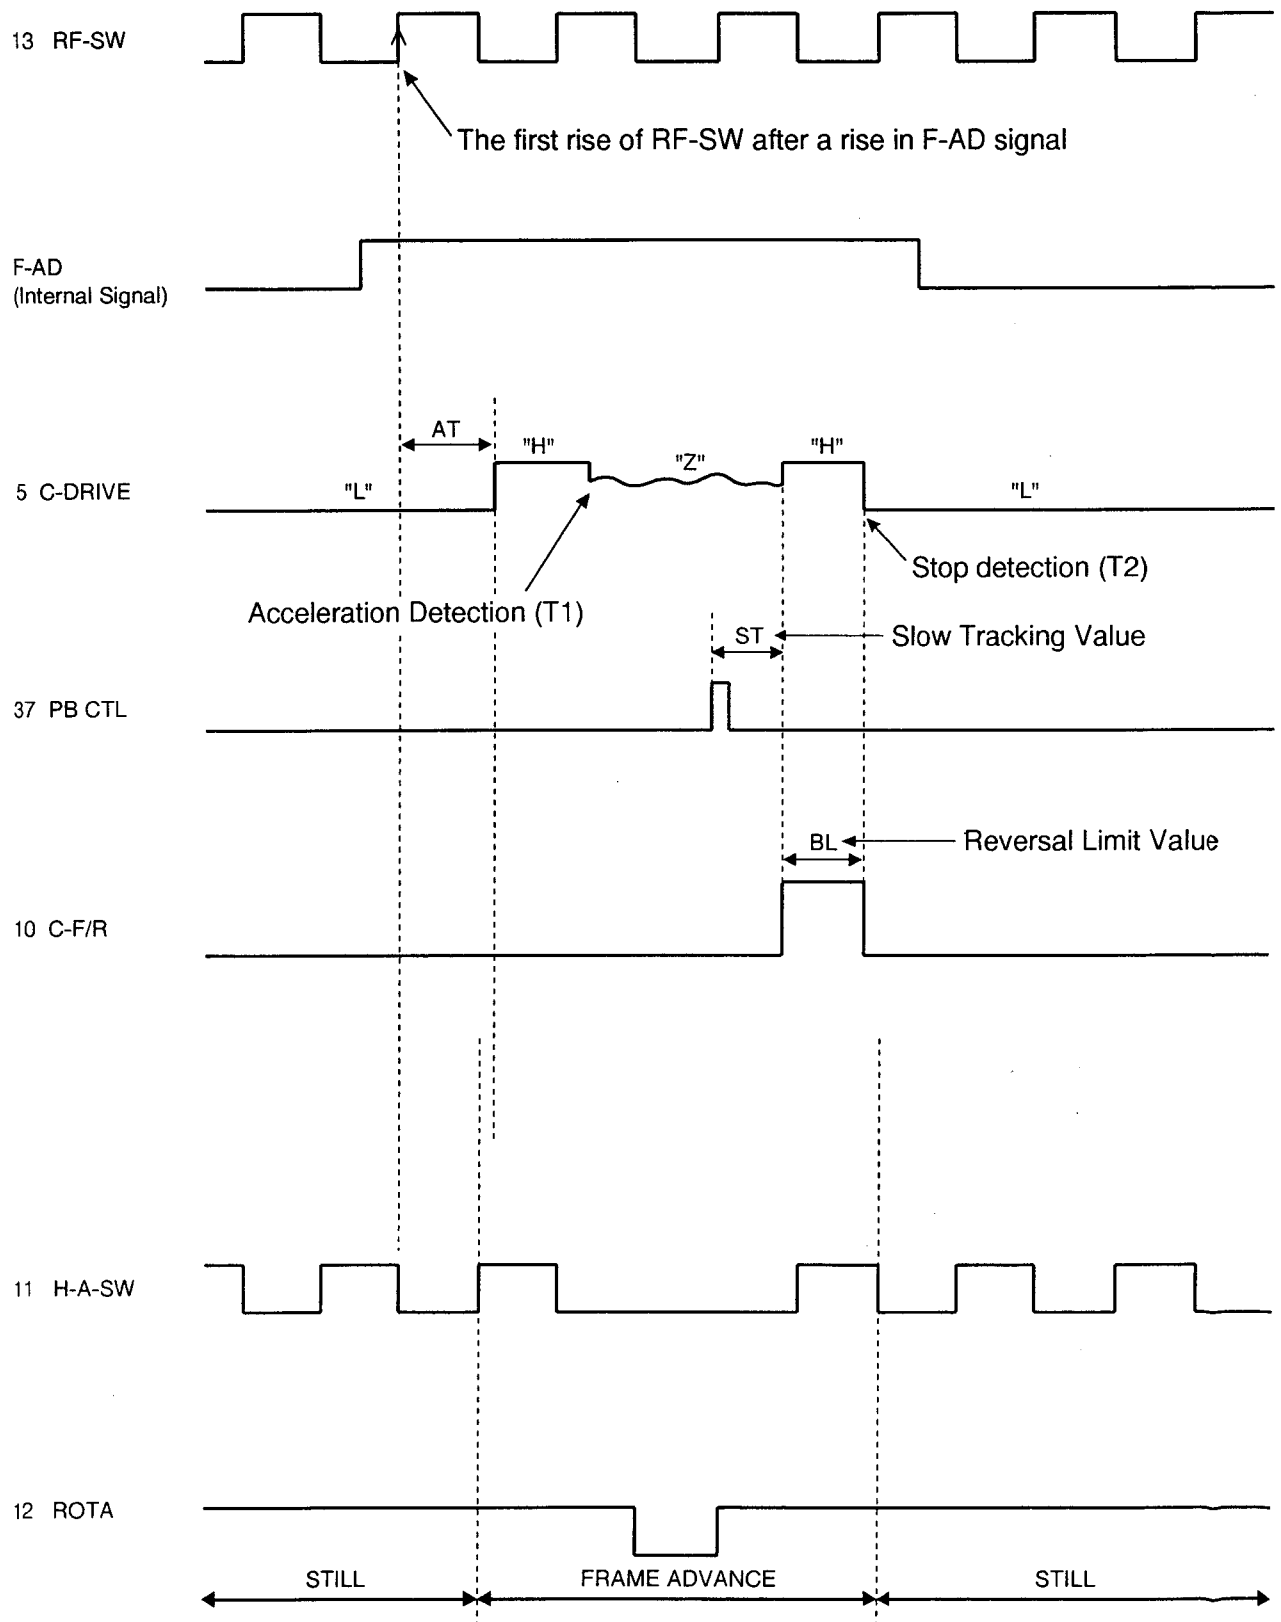 13 RF-SW
The first rise of RF-SW after a rise in F-AD signal
F-AD
(Internal Signal)
AT
"H"
"Z"
"H"
5 C-DRIVE
"L"
"L"
Stop detection (T2)
Acceleration Detection (T1)
ST
Slow Tracking Value
37 PB CTL
BL
Reversal Limit Value
10 C-F/R
11 H-A-SW
12 ROTA
STILL
FRAME ADVANCE
STILL